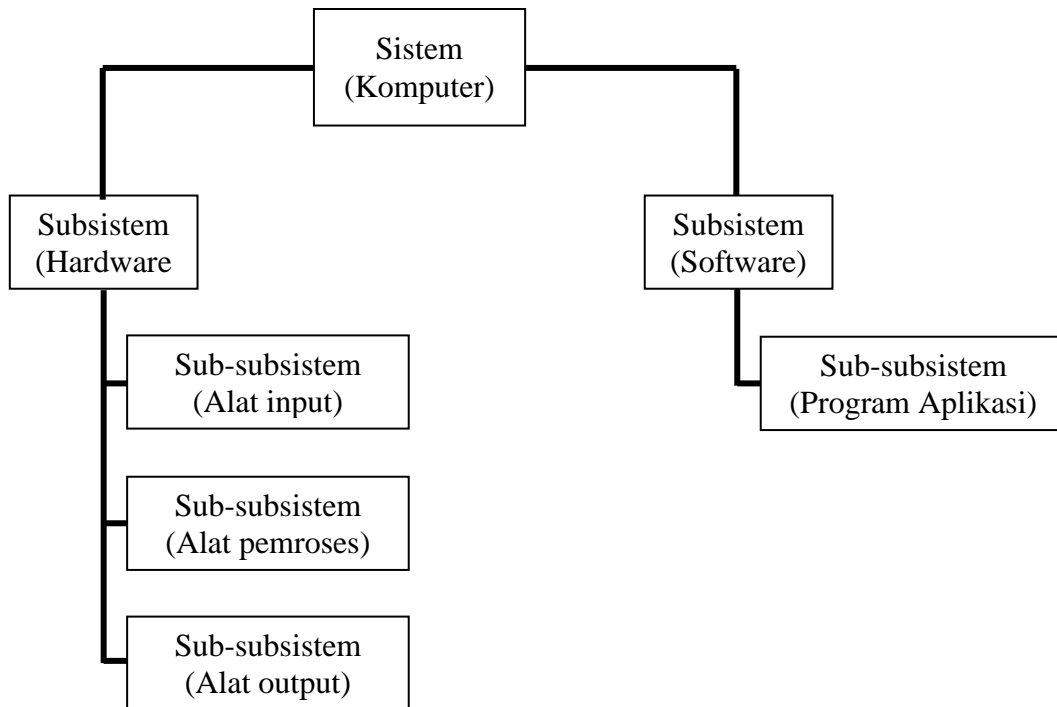 Sistem
(Komputer)
Subsistem
(Hardware
Subsistem
(Software)
Sub-subsistem
(Alat input)
Sub-subsistem
(Program Aplikasi)
Sub-subsistem
(Alat pemroses)
Sub-subsistem
(Alat output)